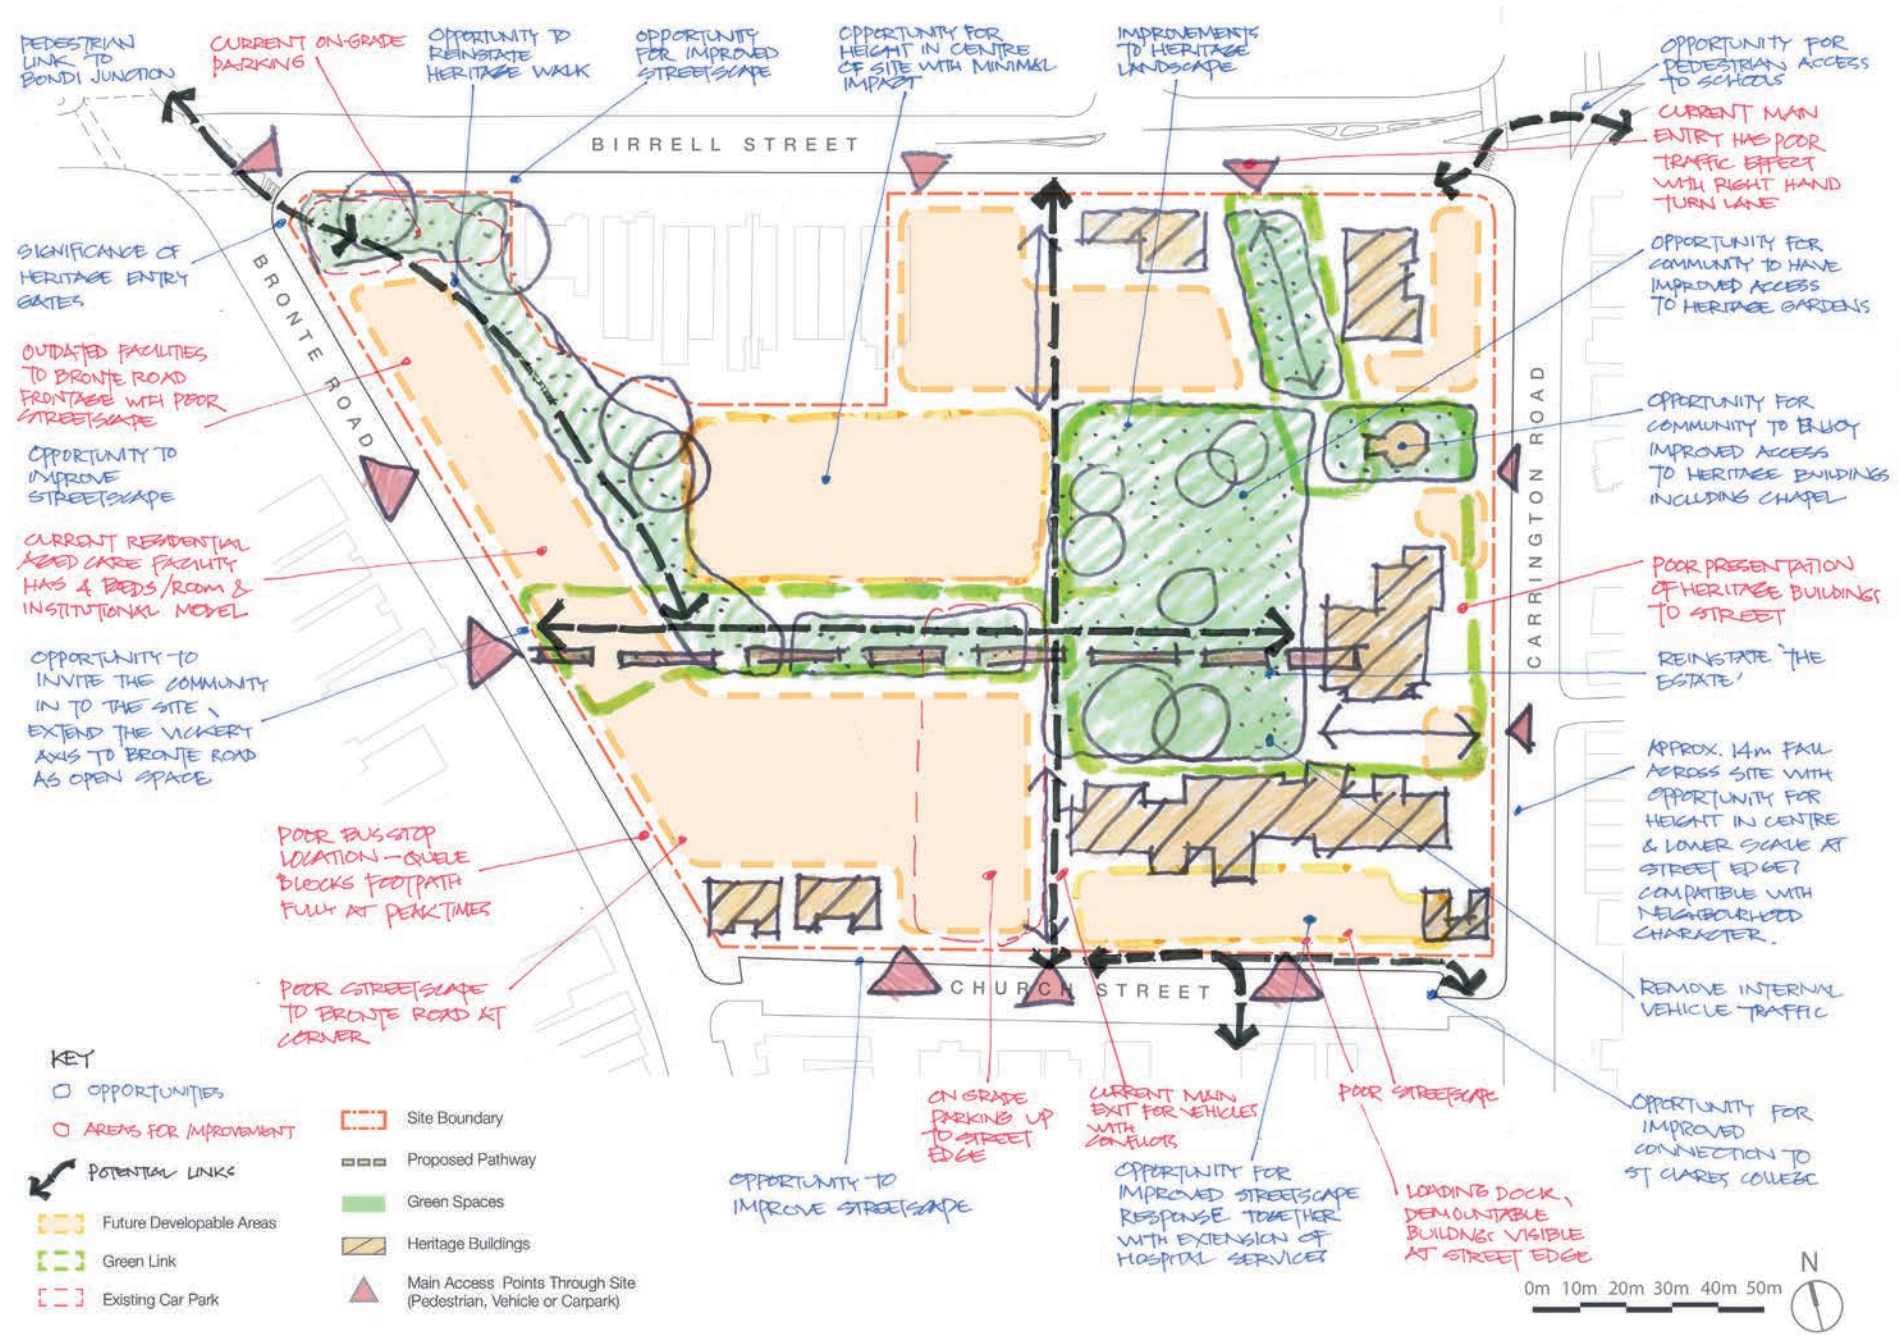 PEDESTRIAN
LINK TO
BONDI JUNCTION
CURRENT ON-GRADE
PARKING
OPPORTUNITY TO
REINSTATE
HERITAGE WALK
OPPORTUNITY
FOR IMPROVED
STREETSCAPE
OPPORTUNITY FOR
HEIGHT IN CENTRE
OF SITE WITH MINIMAL
IMPACT
IMPROVEMENTS
TO HERITAGE
LANDSCAPE
OPPORTUNITY FOR
PEDESTRIAN ACCESS
TO SCHOOLS
CURRENT MAIN
ENTRY HAS POOR
TRAFFIC EFFECT
WITH RIGHT HAND
TURN LANE
OPPORTUNITY FOR
COMMUNITY TO HAVE
IMPROVED ACCESS
TO HERITAGE GARDENS
OPPORTUNITY FOR
COMMUNITY TO ENJOY
IMPROVED ACCESS
TO HERITAGE BUILDINGS
INCLUDING CHAPEL
POOR PRESENTATION
OF HERITAGE BUILDINGS
TO STREET
REINSTATE 'THE
ESTATE'
APPROX. 14m FALL
ACROSS SITE WITH
OPPORTUNITY FOR
HEIGHT IN CENTRE
& LOWER SCALE AT
STREET EDGE?
COMPATIBLE WITH
NEIGHBOURHOOD
CHARACTER.
REMOVE INTERNAL
VEHICLE TRAFFIC
OPPORTUNITY FOR
IMPROVED
CONNECTION TO
ST CLARES COLLEGE
BIRRELL STREET
BRONTE ROAD
CARRINGTON ROAD
CHURCH STREET
SIGNIFICANCE OF
HERITAGE ENTRY
GATES
OUTDATED FACILITIES
TO BRONTE ROAD
FRONTAGE WITH POOR
STREETSCAPE
OPPORTUNITY TO
IMPROVE
STREETSCAPE
CURRENT RESIDENTIAL
AGED CARE FACILITY
HAS 4 BEDS/ROOM &
INSTITUTIONAL MODEL
OPPORTUNITY TO
INVITE THE COMMUNITY
IN TO THE SITE,
EXTEND THE VICKERY
AXIS TO BRONTE ROAD
AS OPEN SPACE
POOR BUS STOP
LOCATION - QUEUE
BLOCKS FOOTPATH
FULLY AT PEAK TIMES
POOR STREETSCAPE
TO BRONTE ROAD AT
CORNER
OPPORTUNITY TO
IMPROVE STREETSCAPE
ON GRADE
PARKING UP
TO STREET
EDGE
CURRENT MAIN
EXIT FOR VEHICLES
WITH
CONFLICTS
OPPORTUNITY FOR
IMPROVED STREETSCAPE
RESPONSE TOGETHER
WITH EXTENSION OF
HOSPITAL SERVICES
POOR STREETSCAPE
LOADING DOCK,
DEMOUNTABLE
BUILDINGS VISIBLE
AT STREET EDGE
KEY
OPPORTUNITIES
AREAS FOR IMPROVEMENT
POTENTIAL LINKS
Future Developable Areas
Green Link
Existing Car Park
Site Boundary
Proposed Pathway
Green Spaces
Heritage Buildings
Main Access Points Through Site
(Pedestrian, Vehicle or Carpark)
0m 10m 20m 30m 40m 50m
N